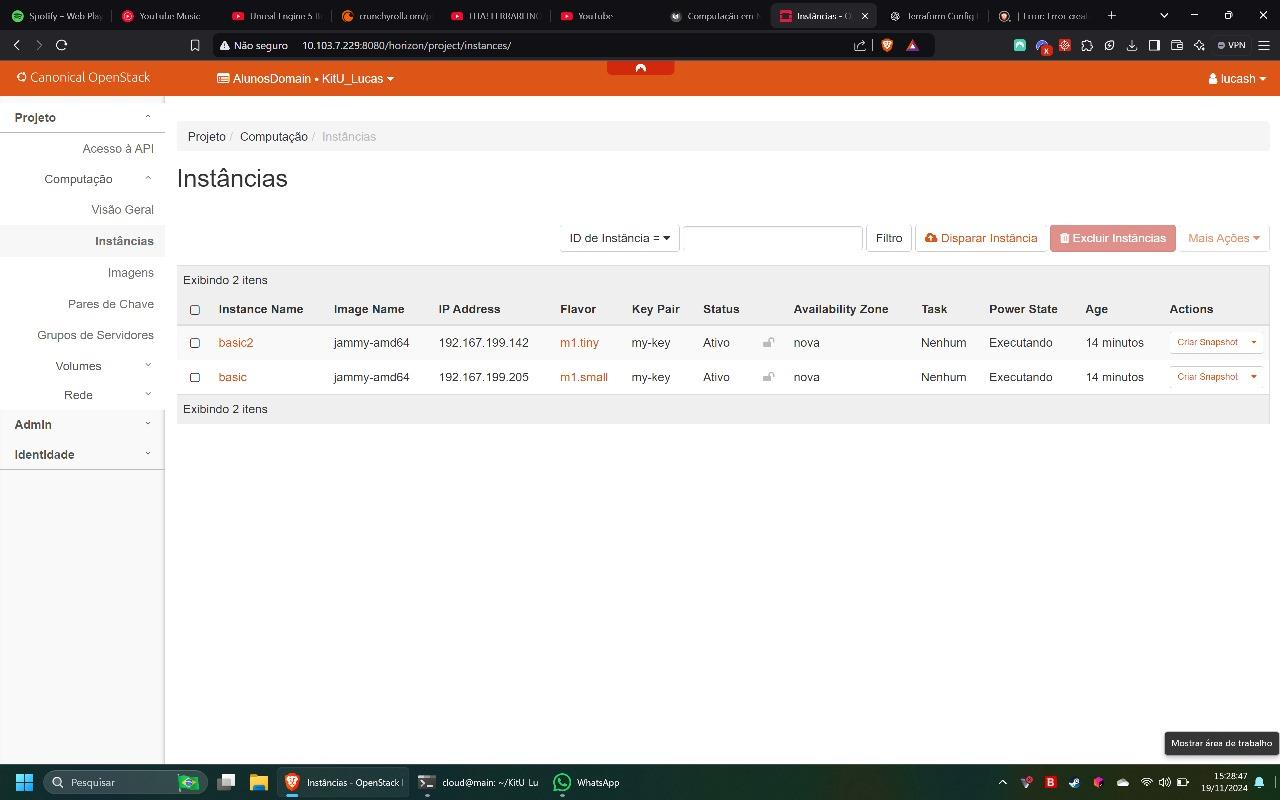 Spotify – Web Play
YouTube Music
Unreal Engine 5 B
crunchyroll.com/p
YouTube
Computação em N
Instâncias - O
Terraform Config
| Error: Error creat
Não seguro
10.103.7.229:8080/horizon/project/instances/
VPN
Canonical OpenStack
AlunosDomain • KitU_Lucas
lucash
Projeto
Acesso à API
Computação
Visão Geral
Instâncias
Imagens
Pares de Chave
Grupos de Servidores
Volumes
Rede
Admin
Identidade
Projeto / Computação / Instâncias
Instâncias
ID de Instância = Filtro Disparar Instância Excluir Instâncias Mais Ações
Exibindo 2 itens
Instance Name Image Name IP Address Flavor Key Pair Status Availability Zone Task Power State Age Actions
basic2 jammy-amd64 192.167.199.142 m1.tiny my-key Ativo nova Nenhum Executando 14 minutos Criar Snapshot
basic jammy-amd64 192.167.199.205 m1.small my-key Ativo nova Nenhum Executando 14 minutos Criar Snapshot
Exibindo 2 itens
Mostrar área de trabalho
Pesquisar
Instâncias - OpenStack
cloud@main: ~/KitU_Lu
WhatsApp
15:28:47
19/11/2024